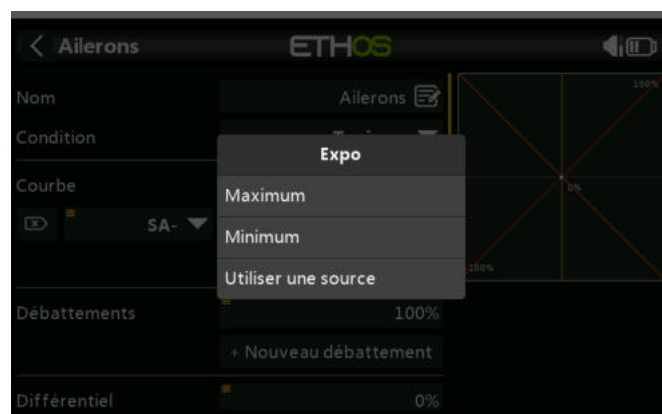 Ailerons
ETHOS
Nom
Ailerons
100%
Condition
Expo
Courbe
Maximum
0%
SA-
Minimum
Utiliser une source
-100%
Débattements
100%
+ Nouveau débattement
Différentiel
0%